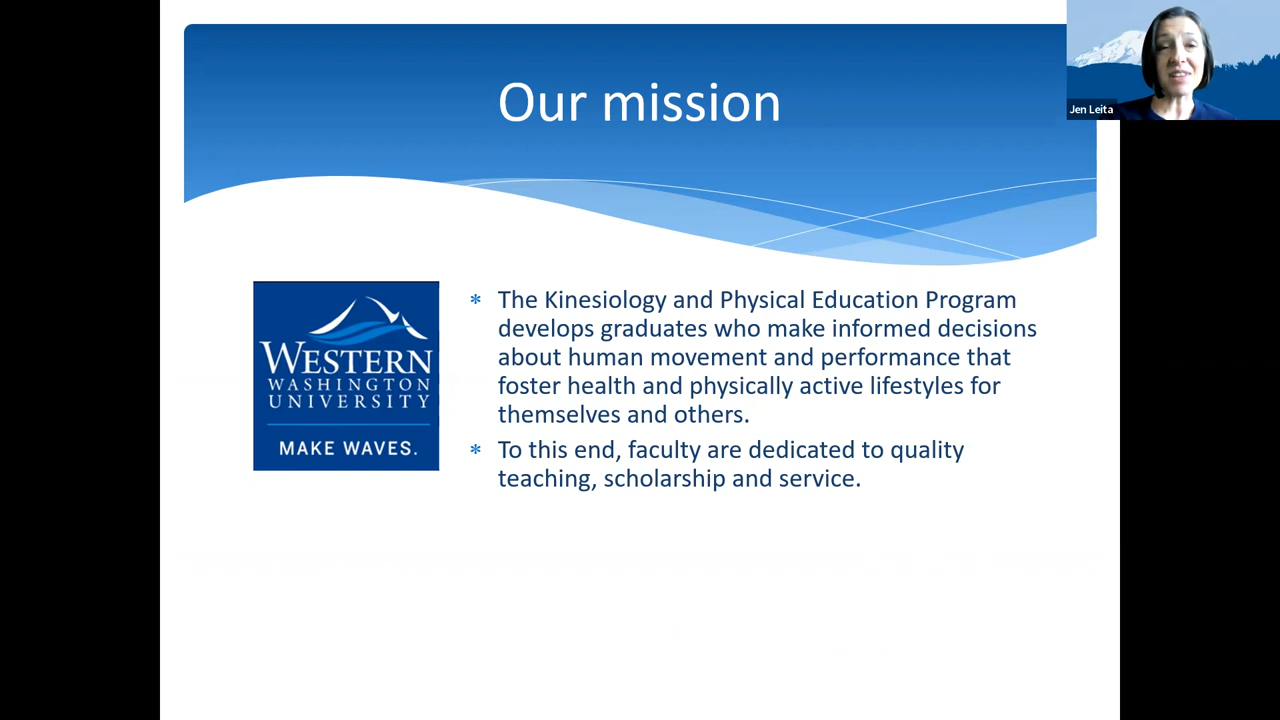 Our mission
Jen Leita
WESTERN
WASHINGTON
UNIVERSITY
MAKE WAVES.
* The Kinesiology and Physical Education Program
develops graduates who make informed decisions
about human movement and performance that
foster health and physically active lifestyles for
themselves and others.
* To this end, faculty are dedicated to quality
teaching, scholarship and service.